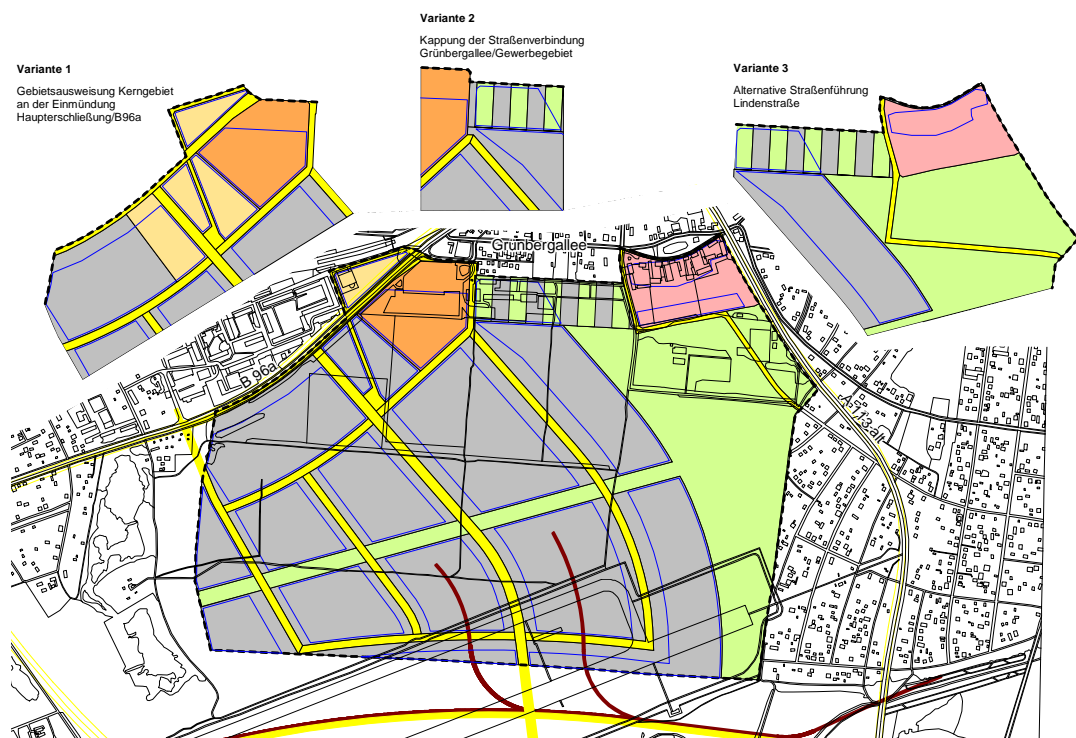 Variante 2
Kappung der Straßenverbindung
Grünbergallee/Gewerbegebiet
Variante 1
Gebietsausweisung Kerngebiet
an der Einmündung
Haupterschließung/B96a
Variante 3
Alternative Straßenführung
Lindenstraße
Grünbergallee
B 96a
A 113 alt